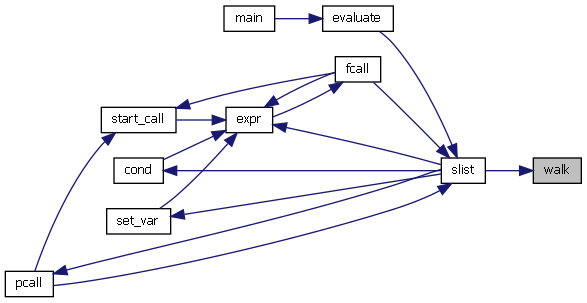 main
evaluate
fcall
start_call
expr
cond
slist
walk
set_var
pcall